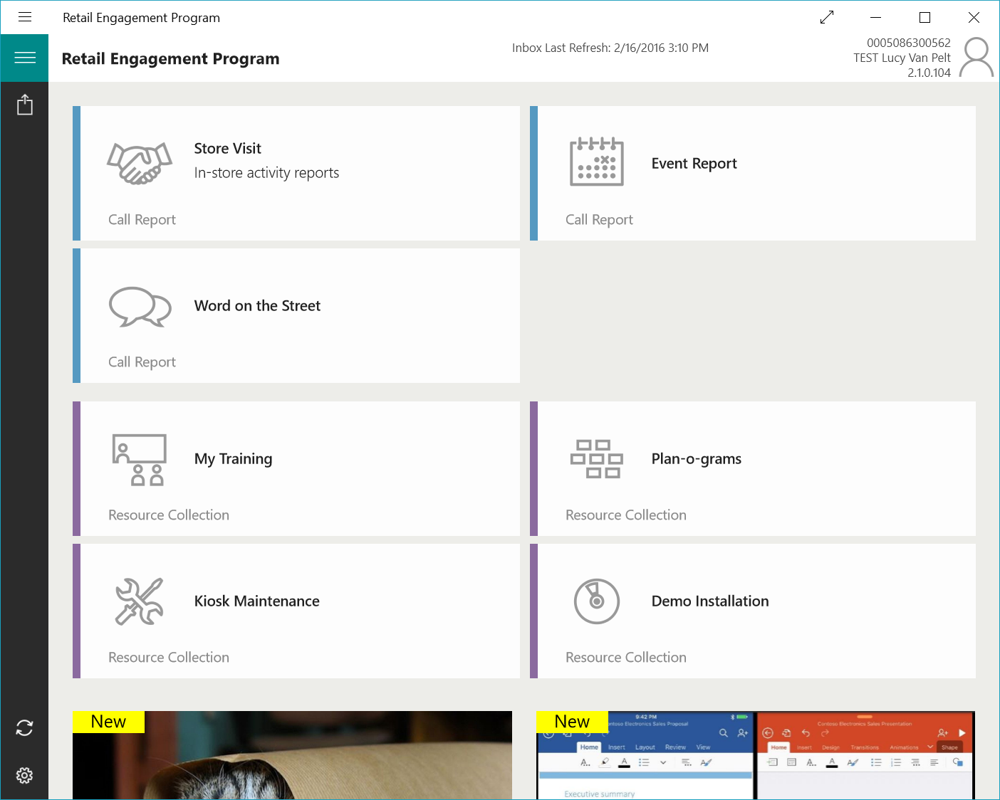 Retail Engagement Program
Retail Engagement Program
Inbox Last Refresh: 2/16/2016 3:10 PM
0005086300562
TEST Lucy Van Pelt
2.1.0.104
Store Visit
In-store activity reports
Call Report
Event Report
Call Report
Word on the Street
Call Report
My Training
Resource Collection
Plan-o-grams
Resource Collection
Kiosk Maintenance
Resource Collection
Demo Installation
Resource Collection
New
New
9:42 PM
ntoso Electronics Sales Proposal
Home Insert Layout Review View
A..
A
Executive summary
Contoso Electronics Sales Presentation
Home Insert Design Transitions Animations Shape
A..
A